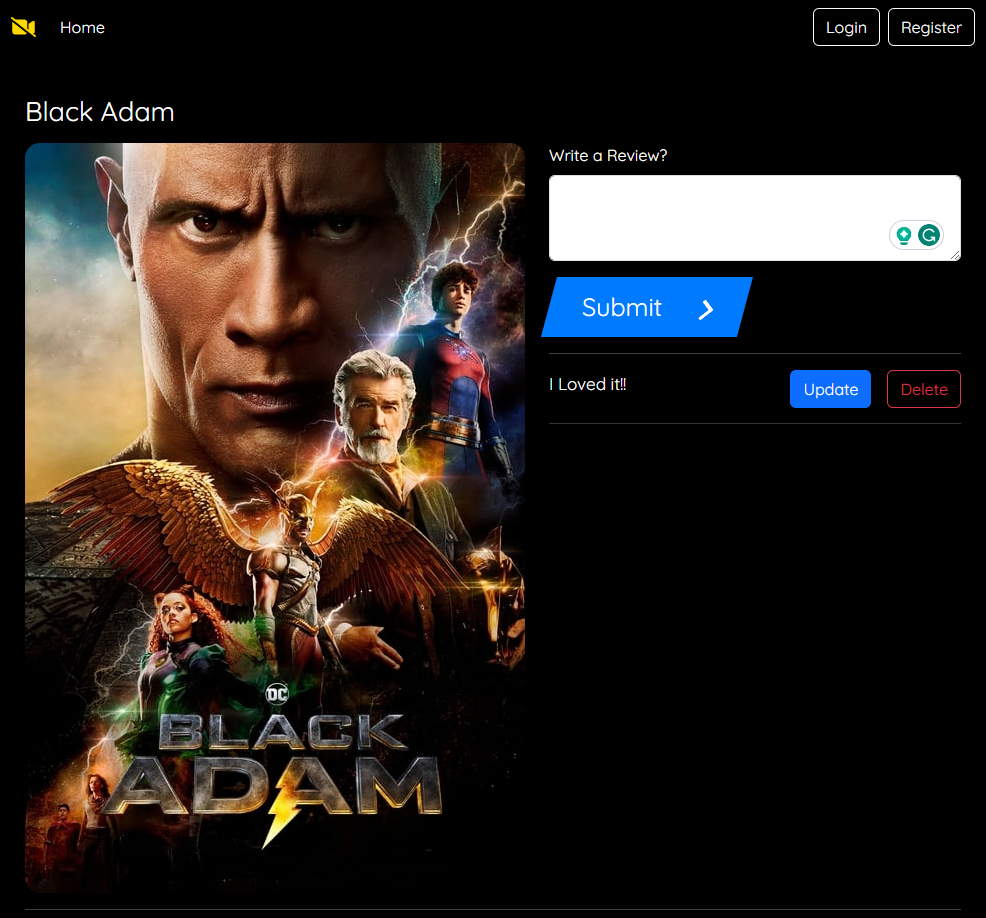 Home
Login
Register
Black Adam
Write a Review?
Submit
I Loved it!!
Update
Delete
DC
BLACK
ADAM